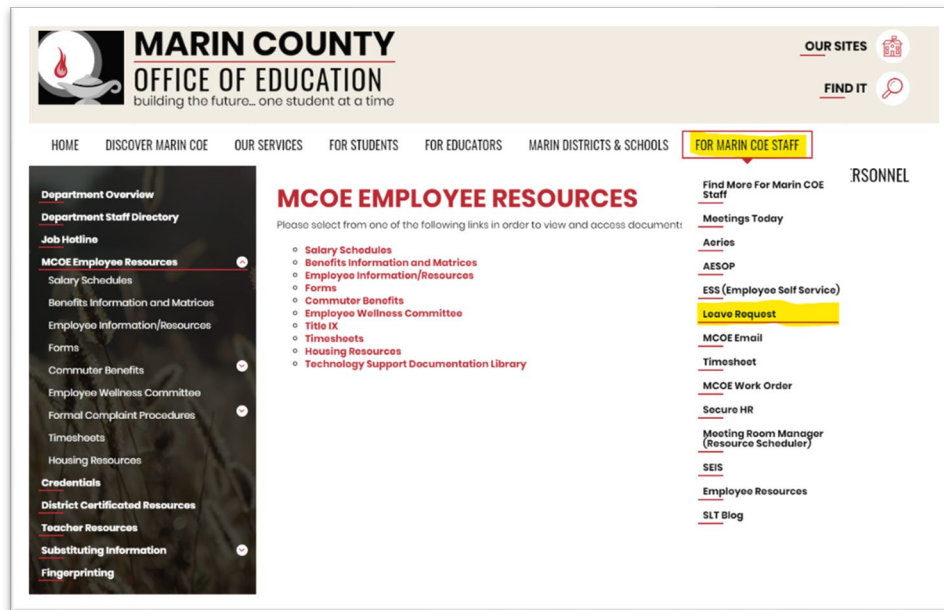 MARIN COUNTY
OFFICE OF EDUCATION
building the future... one student at a time
OUR SITES
FIND IT
HOME DISCOVER MARIN COE OUR SERVICES FOR STUDENTS FOR EDUCATORS MARIN DISTRICTS & SCHOOLS FOR MARIN COE STAFF
Department Overview
Department Staff Directory
Job Hotline
MCOE Employee Resources
Salary Schedules
Benefits Information and Matrices
Employee Information/Resources
Forms
Commuter Benefits
Employee Wellness Committee
Formal Complaint Procedures
Timesheets
Housing Resources
Credentials
District Certificated Resources
Teacher Resources
Substituting Information
Fingerprinting
MCOE EMPLOYEE RESOURCES
Please select from one of the following links in order to view and access documents
Salary Schedules
Benefits Information and Matrices
Employee Information/Resources
Forms
Commuter Benefits
Employee Wellness Committee
Title IX
Timesheets
Housing Resources
Technology Support Documentation Library
Find More For Marin COE
Staff
Meetings Today
Aeries
AESOP
ESS (Employee Self Service)
Leave Request
MCOE Email
Timesheet
MCOE Work Order
Secure HR
Meeting Room Manager
(Resource Scheduler)
SEIS
Employee Resources
SLT Blog
RSONNEL